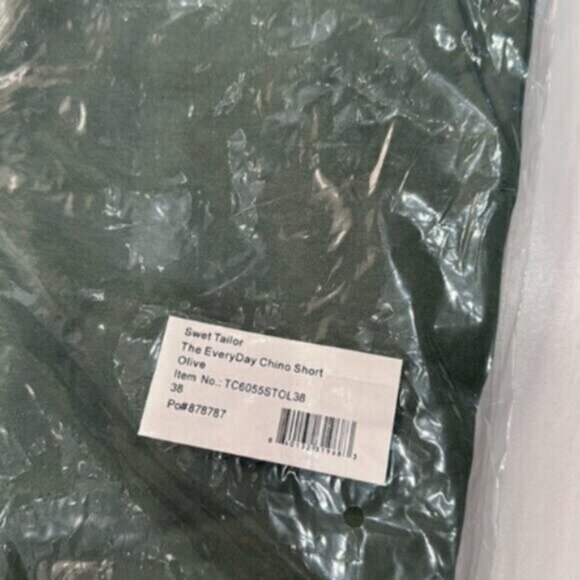 Swet Tailor
The EveryDay Chino Short
Olive
Item No.: TC6055STOL38
38
Po#878787